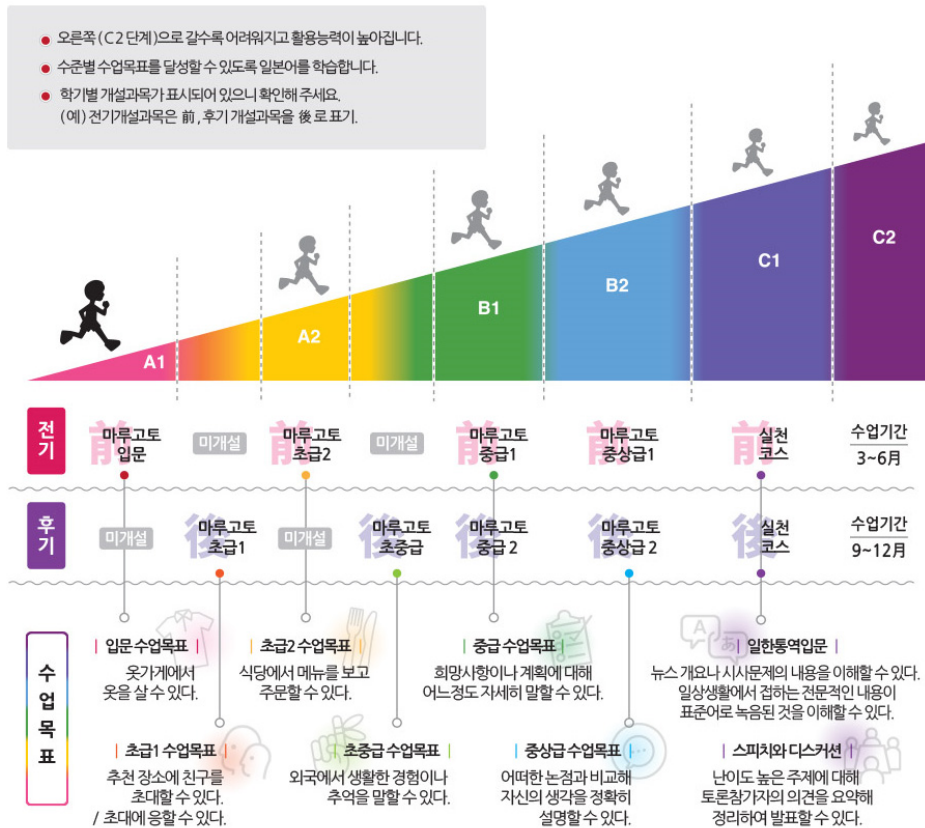 오른쪽 (C2 단계)으로 갈수록 어려워지고 활용능력이 높아집니다.
수준별 수업목표를 달성할 수 있도록 일본어를 학습합니다.
학기별 개설과목가 표시되어 있으니 확인해 주세요.
(예) 전기개설과목은 前, 후기 개설과목을 後 로 표기.
A1
A2
B1
B2
C1
C2
전기
前
마루고토
입문
미개설
前
마루고토
초급2
미개설
前
마루고토
중급1
前
마루고토
중상급1
前
실천
코스
수업기간
3~6月
후기
미개설
後
마루고토
초급1
미개설
後
마루고토
초중급
後
마루고토
중급 2
後
마루고토
중상급 2
後
실천
코스
수업기간
9~12月
수업목표
| 입문 수업목표 |
옷가게에서
옷을 살 수 있다.
| 초급2 수업목표 |
식당에서 메뉴를 보고
주문할 수 있다.
| 중급 수업목표 |
희망사항이나 계획에 대해
어느정도 자세히 말할 수 있다.
A
あ
| 일한통역입문 |
뉴스 개요나 시사문제의 내용을 이해할 수 있다.
일상생활에서 접하는 전문적인 내용이
표준어로 녹음된 것을 이해할 수 있다.
| 초급1 수업목표 |
추천 장소에 친구를
초대할 수 있다.
/ 초대에 응할 수 있다.
| 초중급 수업목표 |
외국에서 생활한 경험이나
추억을 말할 수 있다.
| 중상급 수업목표 |
어떠한 논점과 비교해
자신의 생각을 정확히
설명할 수 있다.
| 스피치와 디스커션 |
난이도 높은 주제에 대해
토론참가자의 의견을 요약해
정리하여 발표할 수 있다.